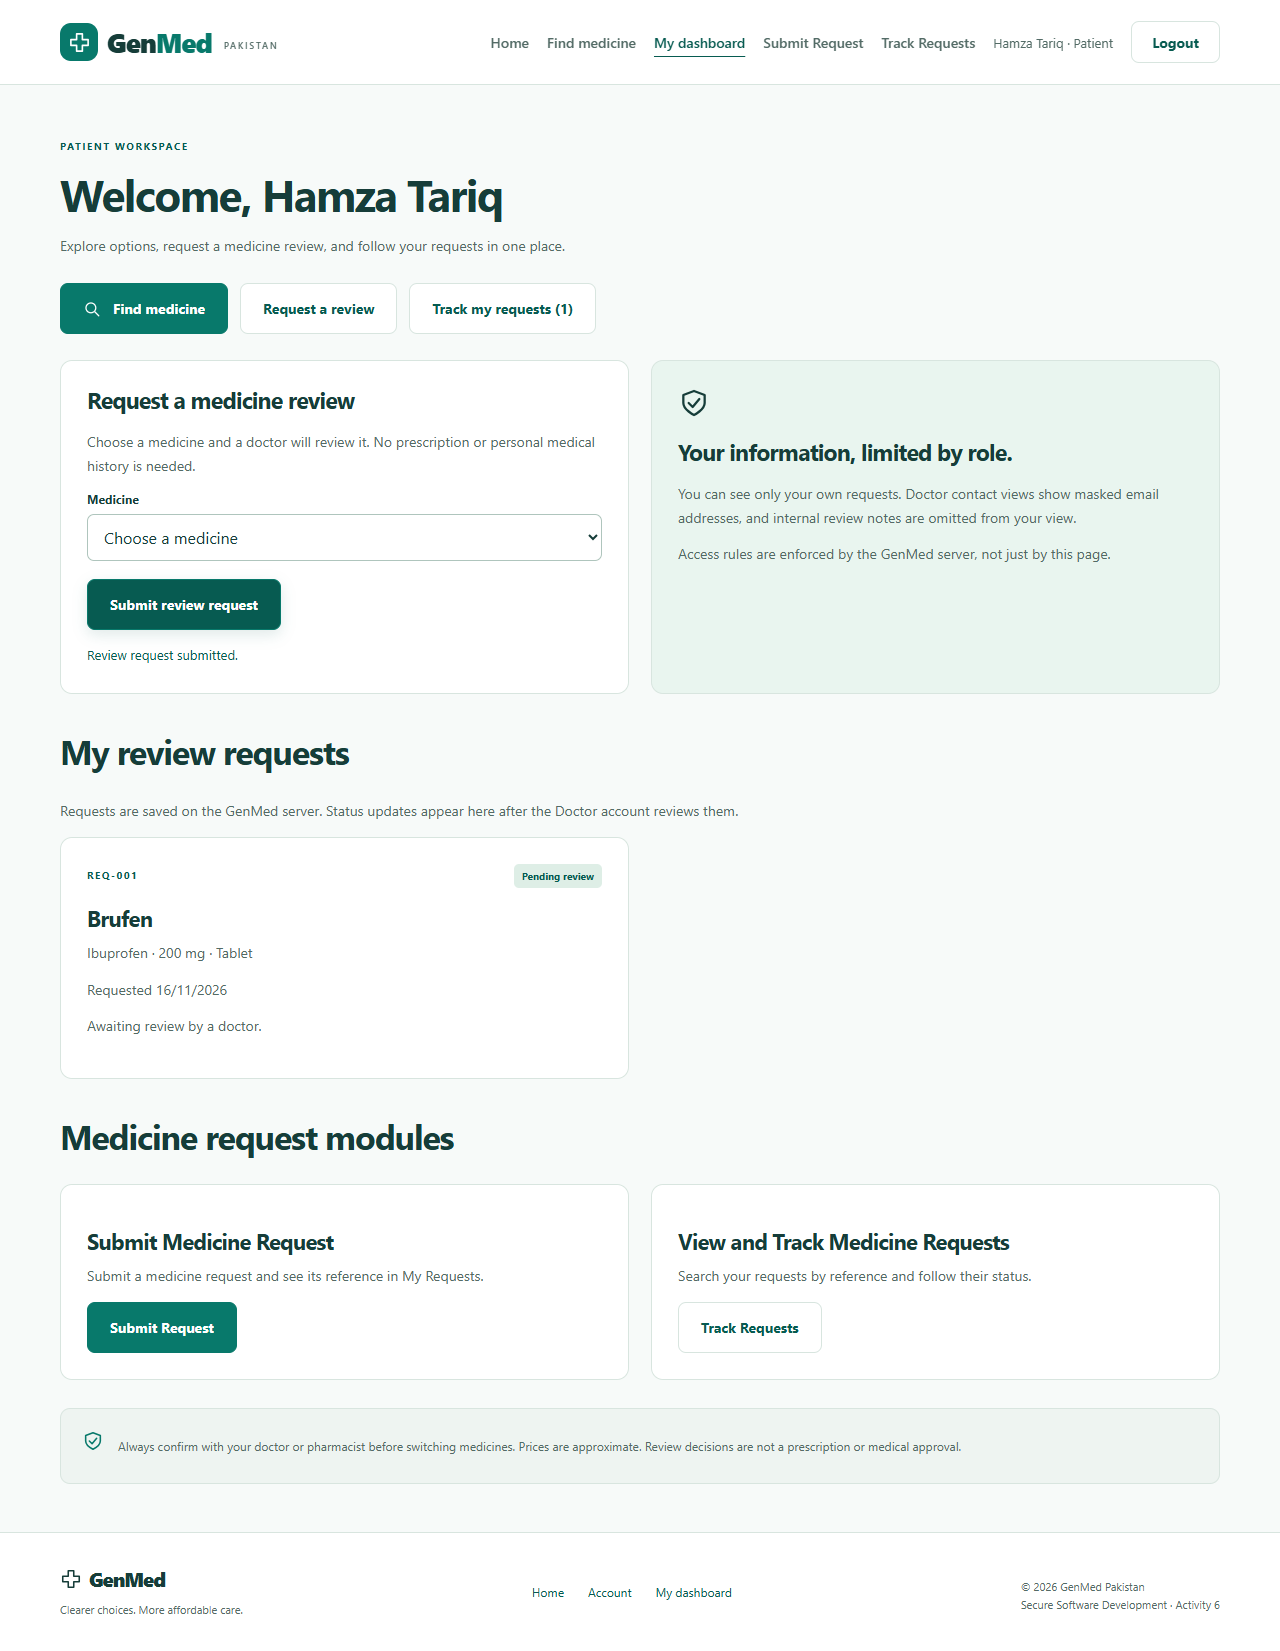 GenMed PAKISTAN
Home Find medicine My dashboard Submit Request Track Requests Hamza Tariq · Patient Logout
PATIENT WORKSPACE
Welcome, Hamza Tariq
Explore options, request a medicine review, and follow your requests in one place.
Find medicine Request a review Track my requests (1)
Request a medicine review
Choose a medicine and a doctor will review it. No prescription or personal medical
history is needed.
Medicine
Choose a medicine
Submit review request
Review request submitted.
Your information, limited by role.
You can see only your own requests. Doctor contact views show masked email
addresses, and internal review notes are omitted from your view.
Access rules are enforced by the GenMed server, not just by this page.
My review requests
Requests are saved on the GenMed server. Status updates appear here after the Doctor account reviews them.
REQ-001 Pending review
Brufen
Ibuprofen · 200 mg · Tablet
Requested 16/11/2026
Awaiting review by a doctor.
Medicine request modules
Submit Medicine Request
Submit a medicine request and see its reference in My Requests.
Submit Request
View and Track Medicine Requests
Search your requests by reference and follow their status.
Track Requests
Always confirm with your doctor or pharmacist before switching medicines. Prices are approximate. Review decisions are not a prescription or medical approval.
GenMed
Clearer choices. More affordable care.
Home Account My dashboard
© 2026 GenMed Pakistan
Secure Software Development · Activity 6